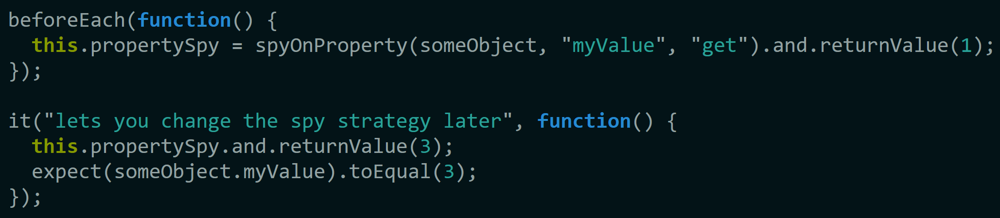 beforeEach(function() {
  this.propertySpy = spyOnProperty(someObject, "myValue", "get").and.returnValue(1);
});

it("lets you change the spy strategy later", function() {
  this.propertySpy.and.returnValue(3);
  expect(someObject.myValue).toEqual(3);
});